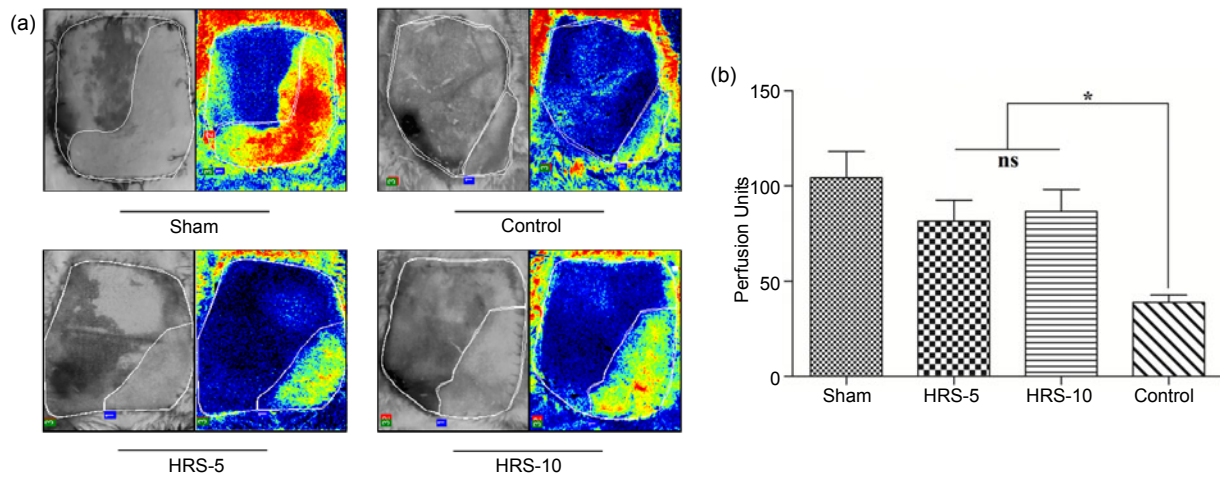 (a)
Sham
Control
HRS-5
HRS-10
(b)
150
100
50
0
Perfusion Units
*
ns
Sham
HRS-5
HRS-10
Control